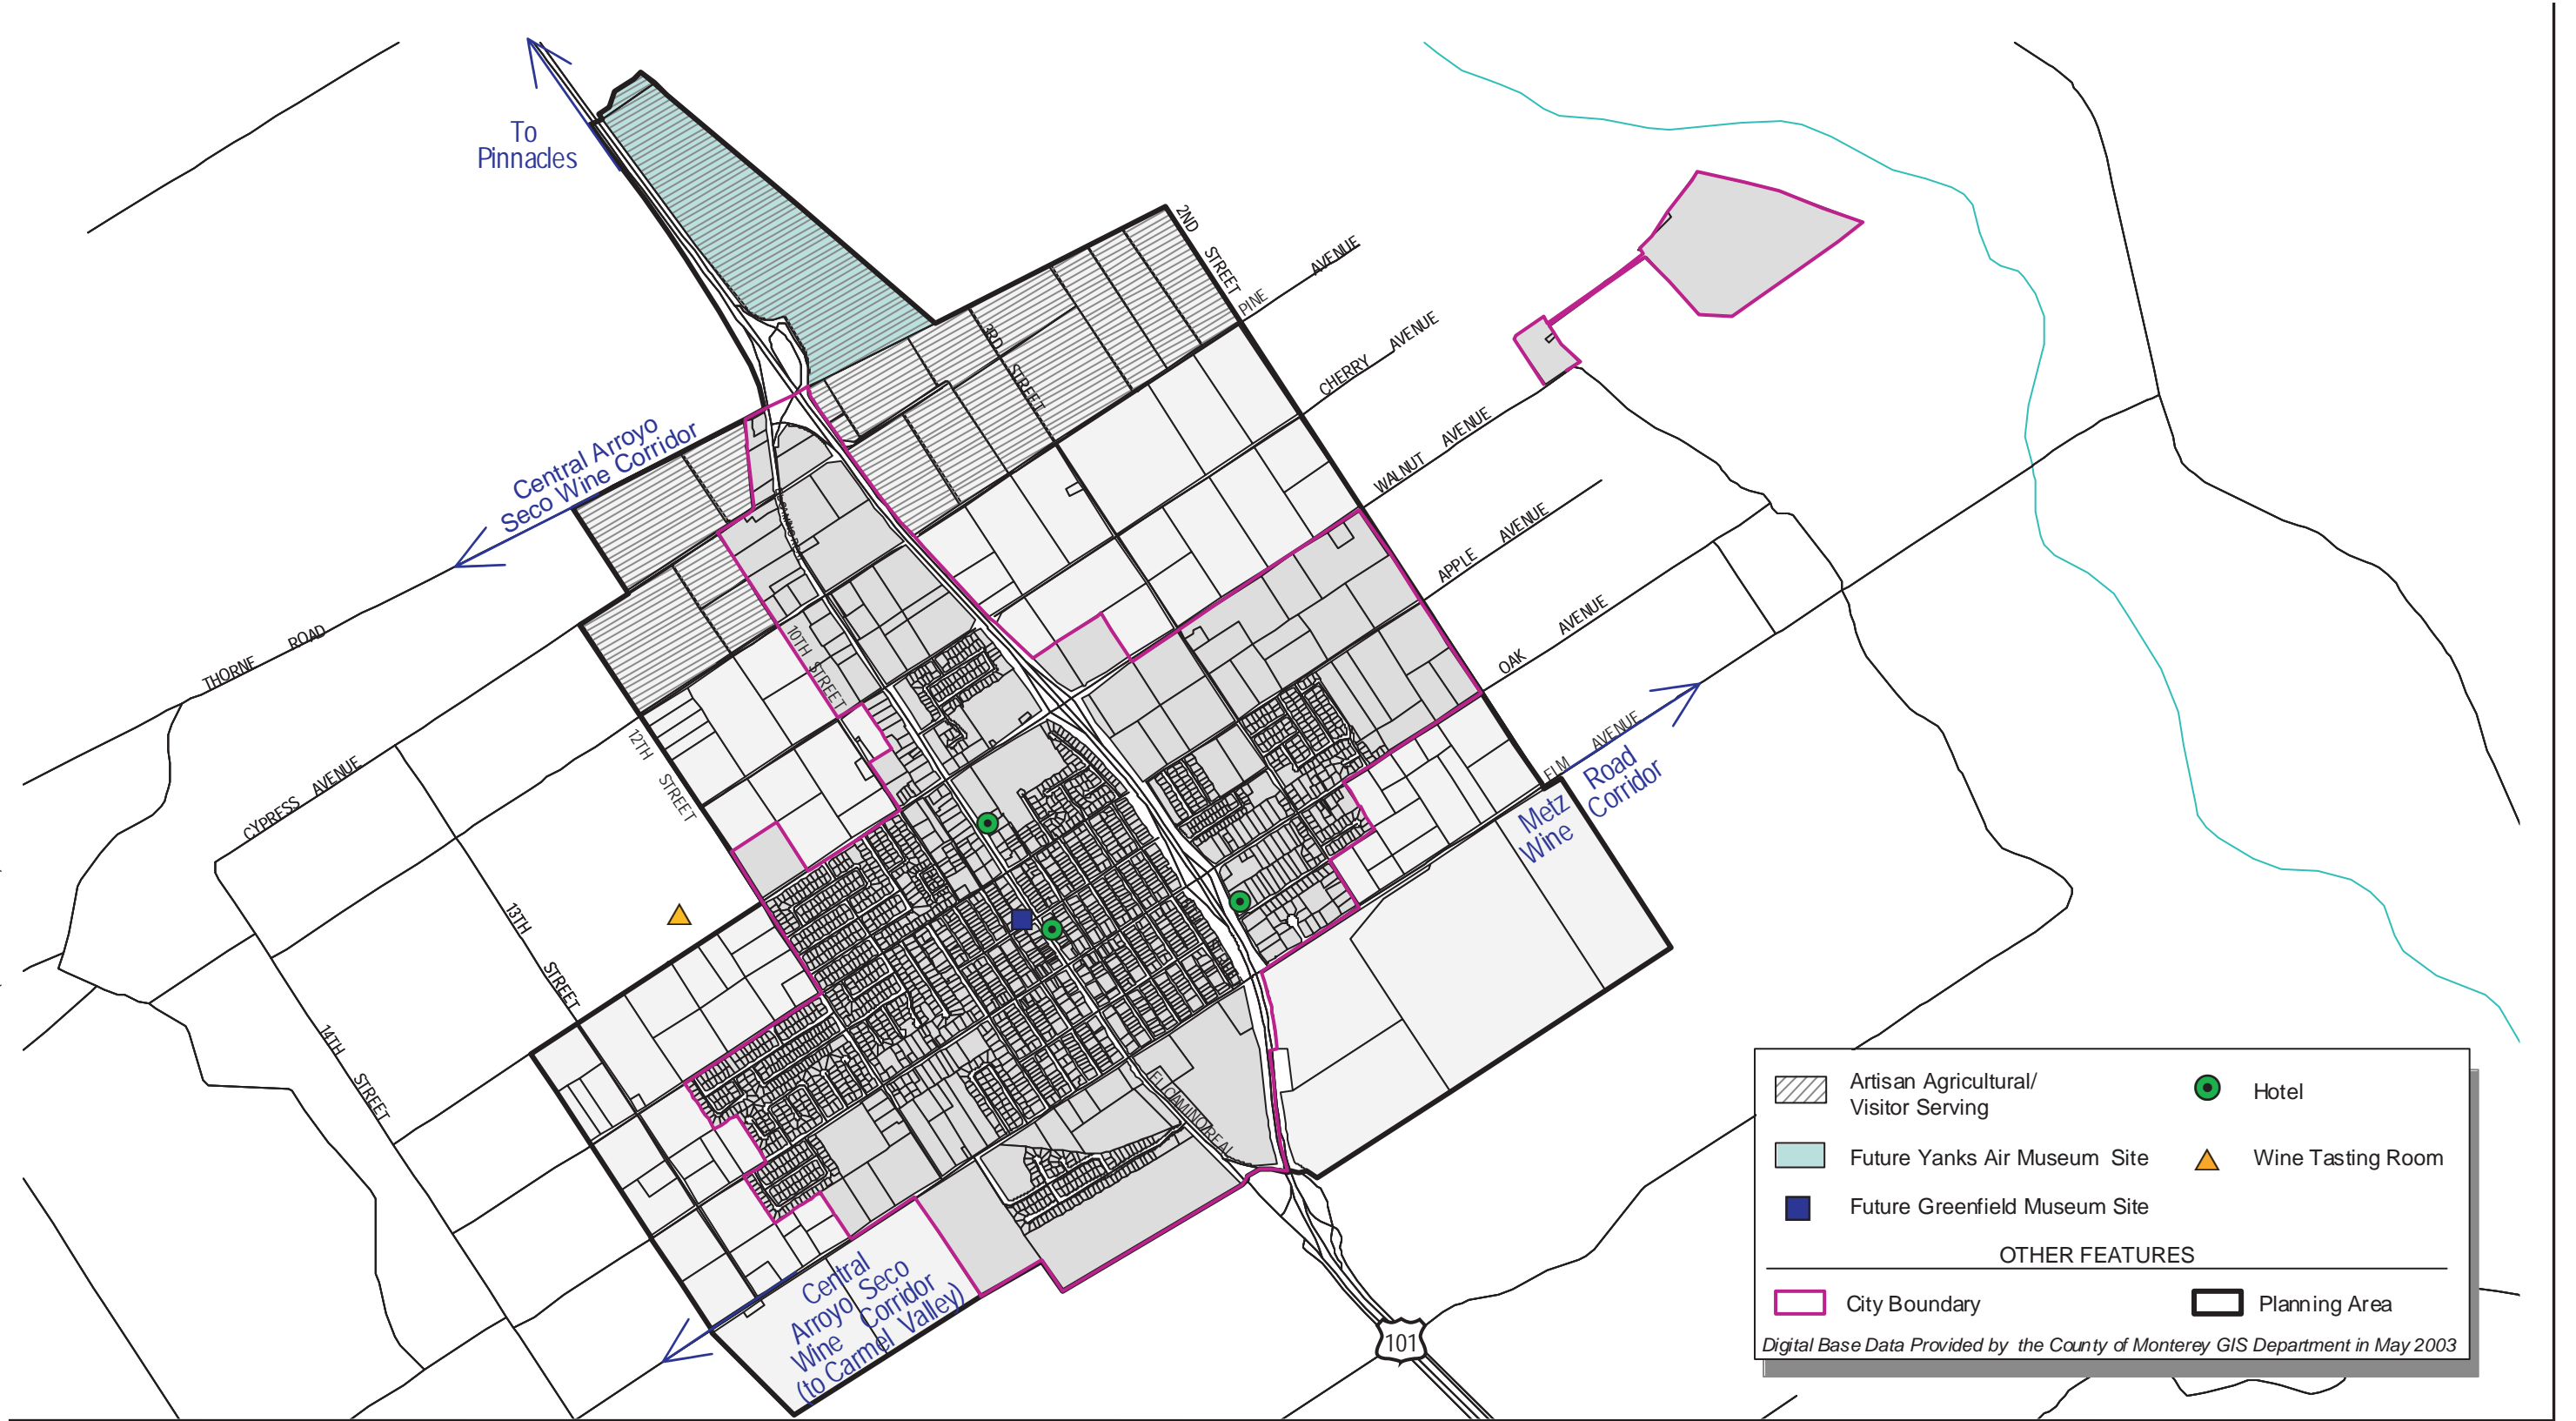 To
Pinnacles
2ND STREET
PINE AVENUE
3RD STREET
CHERRY AVENUE
Central Arroyo
Seco Wine Corridor
WALNUT AVENUE
APPLE AVENUE
THORNE ROAD
10TH STREET
OAK AVENUE
12TH STREET
CYPRESS AVENUE
ELM AVENUE
Metz Road
Wine Corridor
13TH STREET
14TH STREET
EL CAMINO REAL
Central
Arroyo Seco
Wine Corridor
(to Carmel Valley)
101
Artisan Agricultural/
Visitor Serving
Hotel
Future Yanks Air Museum Site
Wine Tasting Room
Future Greenfield Museum Site
OTHER FEATURES
City Boundary
Planning Area
Digital Base Data Provided by the County of Monterey GIS Department in May 2003